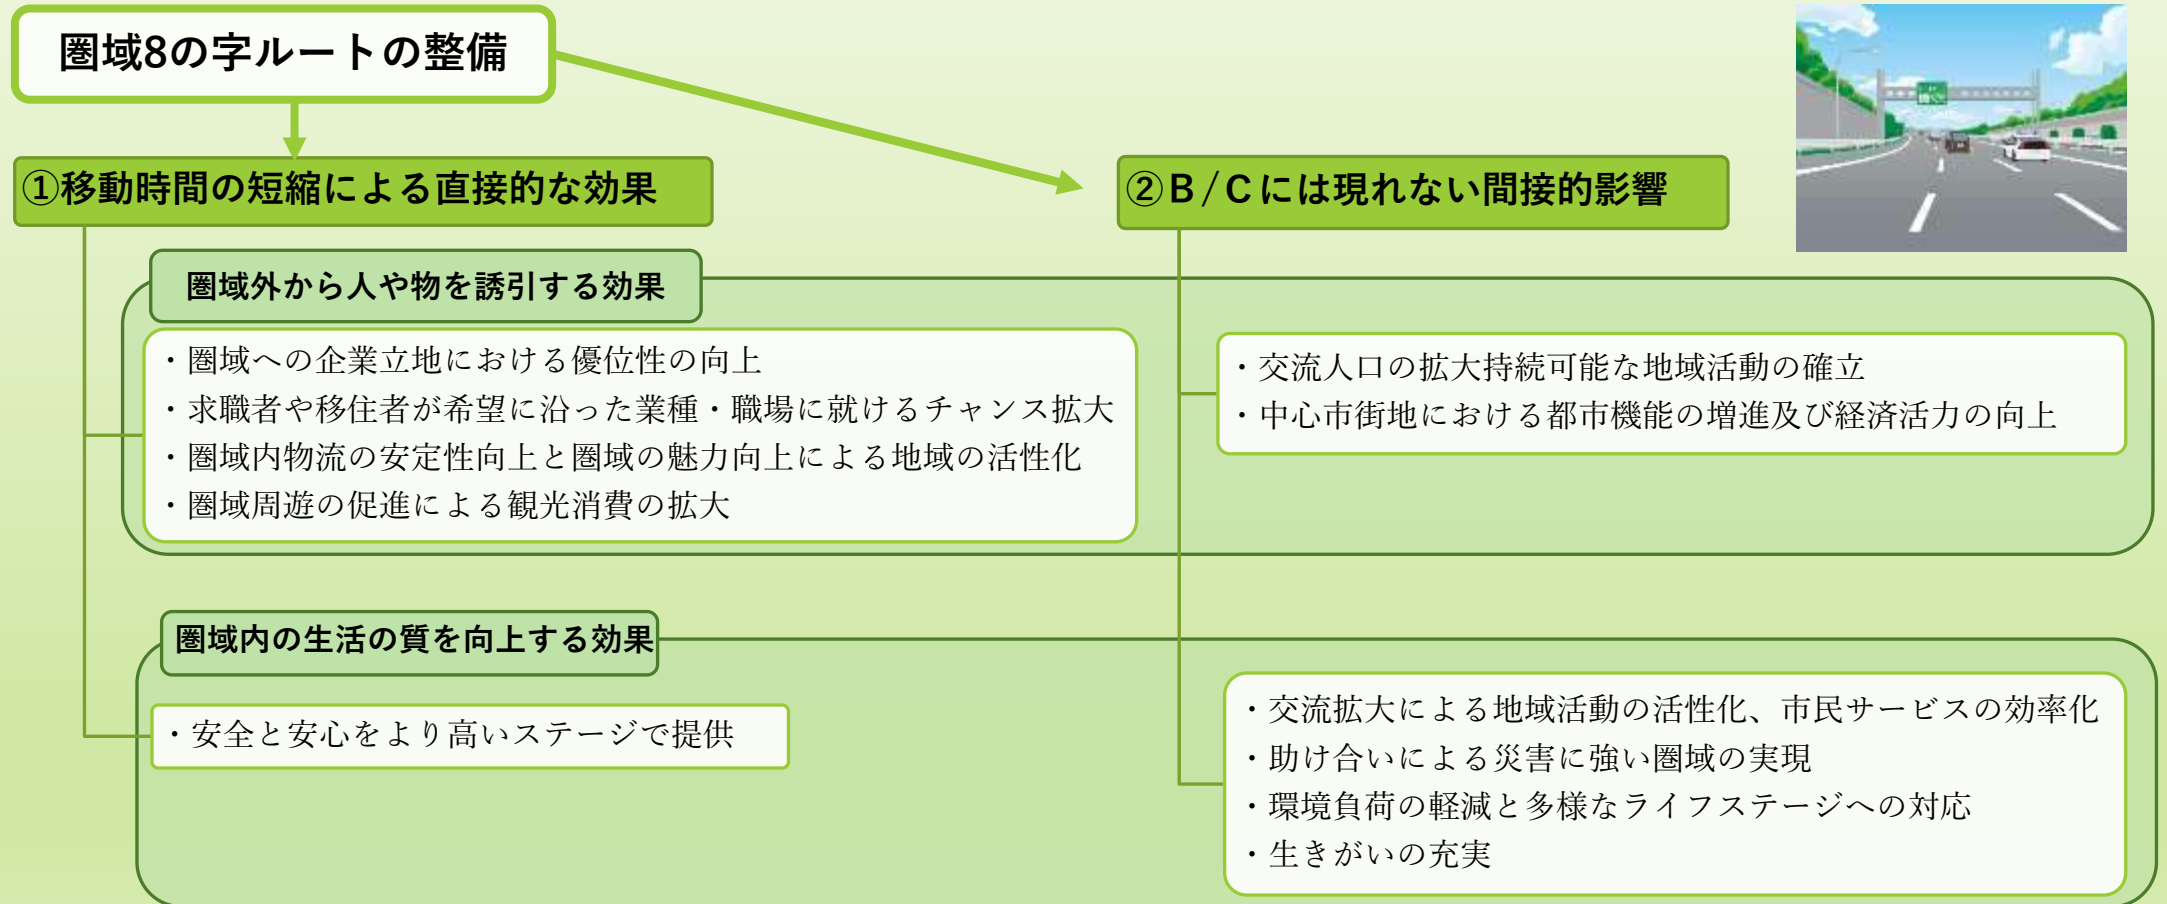 圏域8の字ルートの整備
①移動時間の短縮による直接的な効果
②B/Cには現れない間接的影響
圏域外から人や物を誘引する効果
・圏域への企業立地における優位性の向上
・求職者や移住者が希望に沿った業種・職場に就けるチャンス拡大
・圏域内物流の安定性向上と圏域の魅力向上による地域の活性化
・圏域周遊の促進による観光消費の拡大
・交流人口の拡大持続可能な地域活動の確立
・中心市街地における都市機能の増進及び経済活力の向上
圏域内の生活の質を向上する効果
・安全と安心をより高いステージで提供
・交流拡大による地域活動の活性化、市民サービスの効率化
・助け合いによる災害に強い圏域の実現
・環境負荷の軽減と多様なライフステージへの対応
・生きがいの充実